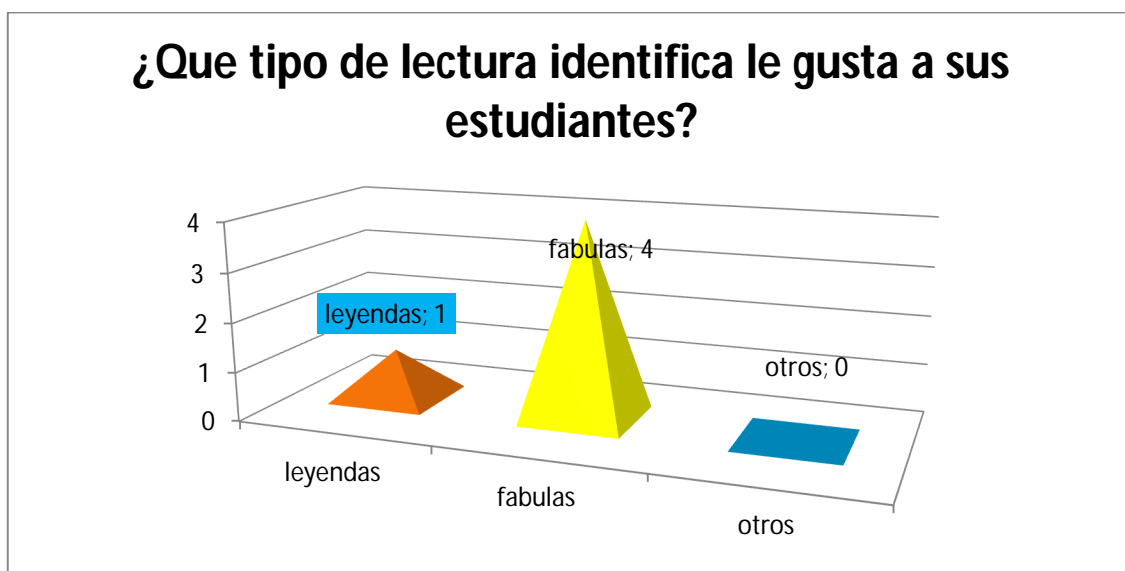 ¿Que tipo de lectura identifica le gusta a sus
estudiantes?
4
3
2
1
0
fabulas; 4
leyendas; 1
otros; 0
leyendas
fabulas
otros